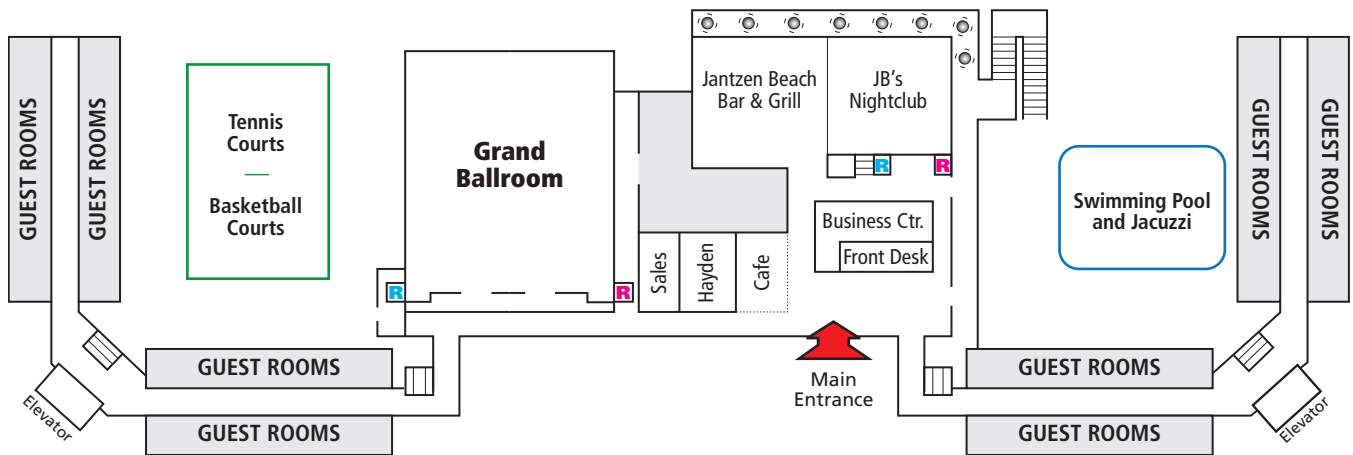 GUEST ROOMS
GUEST ROOMS
Tennis
Courts
Basketball
Courts
Grand
Ballroom
Jantzen Beach
Bar & Grill
JB's
Nightclub
R
R
Swimming Pool
and Jacuzzi
GUEST ROOMS
GUEST ROOMS
Business Ctr.
Front Desk
Sales
Hayden
Cafe
R
R
GUEST ROOMS
GUEST ROOMS
Main
Entrance
Elevator
Elevator
GUEST ROOMS
GUEST ROOMS